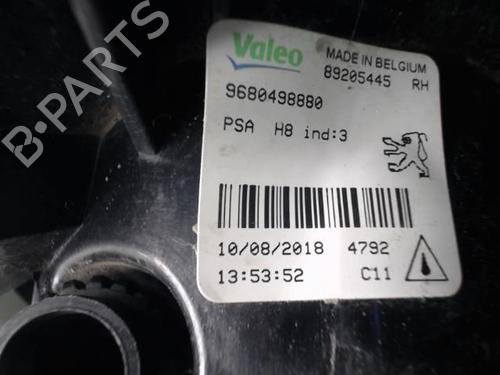 Valeo
MADE IN BELGIUM
89205445 RH
9680498880
PSA H8 ind:3
10/08/2018 4792
13:53:52 C11
B-PARTS